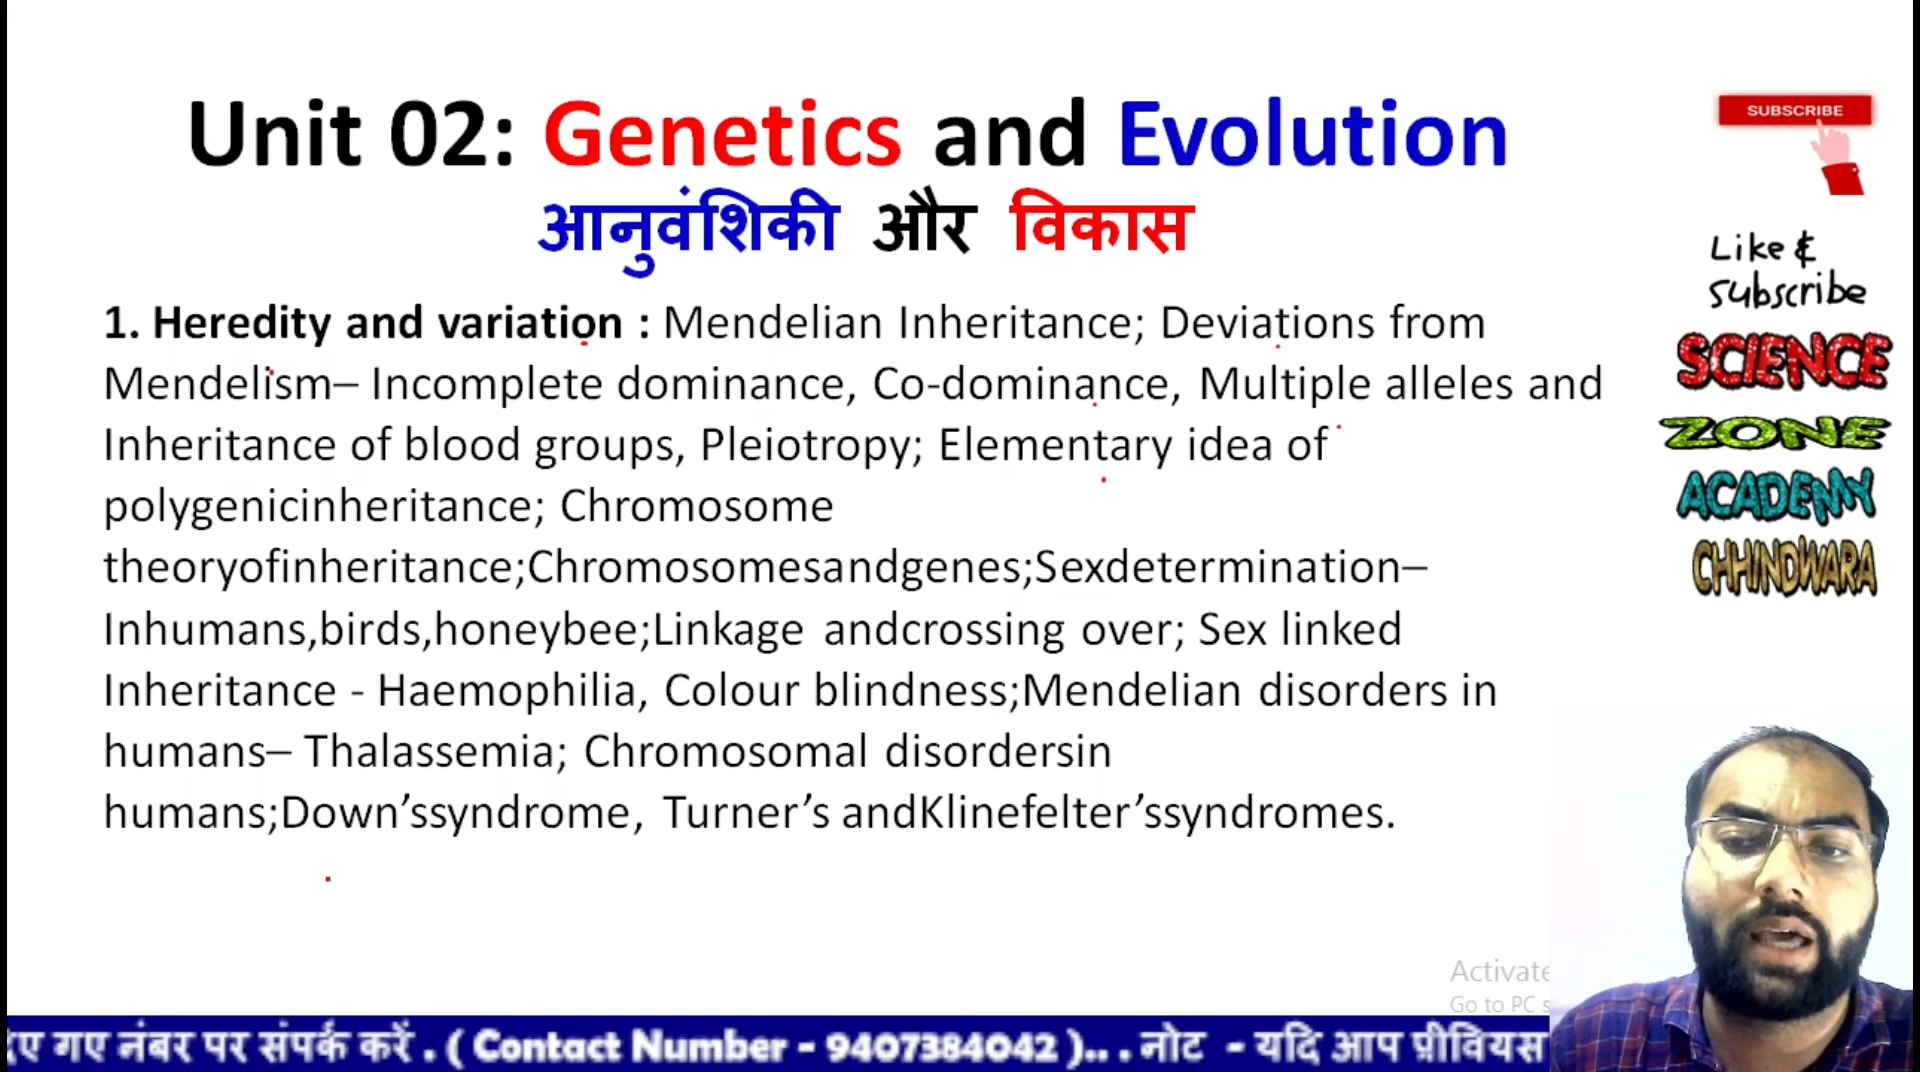 Unit 02: Genetics and Evolution
आनुवंशिकी और विकास
1. Heredity and variation : Mendelian Inheritance; Deviations from
Mendelism– Incomplete dominance, Co-dominance, Multiple alleles and
Inheritance of blood groups, Pleiotropy; Elementary idea of
polygenicinheritance; Chromosome
theoryofinheritance;Chromosomesandgenes;Sexdetermination–
Inhumans,birds,honeybee;Linkage andcrossing over; Sex linked
Inheritance - Haemophilia, Colour blindness;Mendelian disorders in
humans– Thalassemia; Chromosomal disordersin
humans;Down’ssyndrome, Turner’s andKlinefelter’ssyndromes.
SUBSCRIBE
Like &
Subscribe
SCIENCE
ZONE
ACADEMY
CHHINDWARA
Activate
Go to PC s
गए नंबर पर संपर्क करें . ( Contact Number - 9407384042 ).. . नोट - यदि आप प्रीवियस